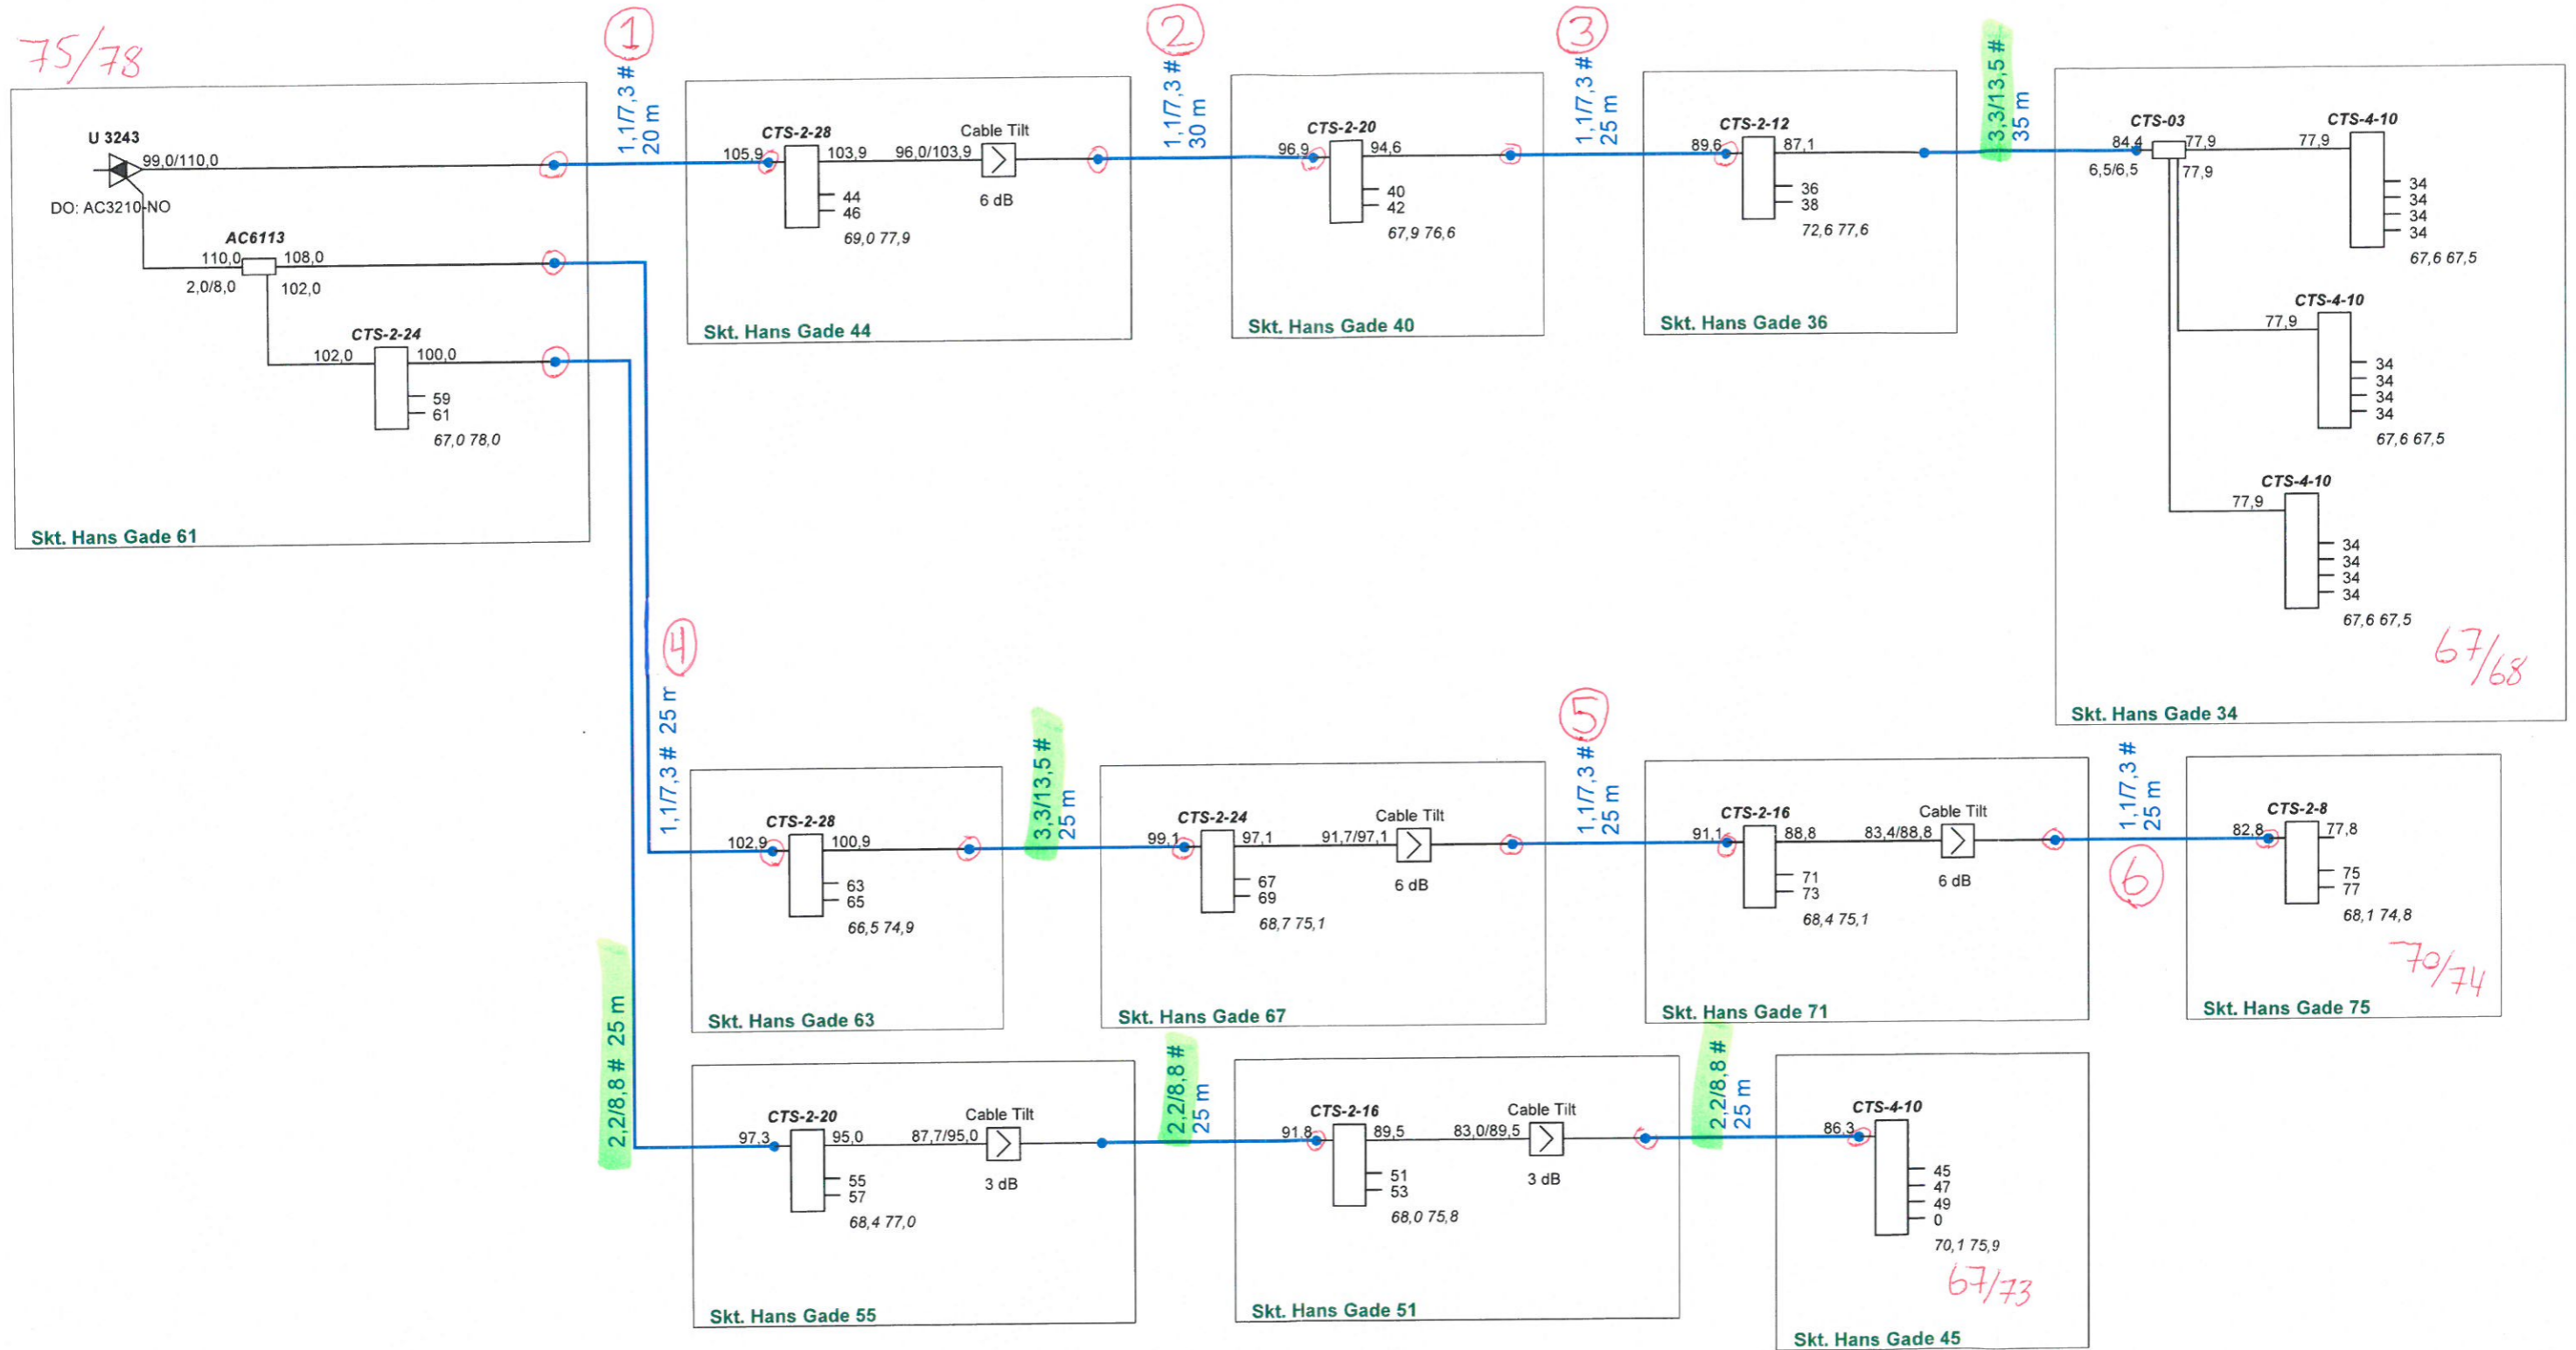 75/78
1
2
3
1,1/7,3 #
20 m
1,1/7,3 #
30 m
1,1/7,3 #
25 m
3,3/13,5 #
35 m
U 3243
99,0/110,0
DO: AC3210-NO
AC6113
110,0
108,0
2,0/8,0
102,0
CTS-2-24
102,0
100,0
59
61
67,0 78,0
Skt. Hans Gade 61
CTS-2-28
105,9
103,9
96,0/103,9
Cable Tilt
6 dB
44
46
69,0 77,9
Skt. Hans Gade 44
CTS-2-20
96,9
94,6
40
42
67,9 76,6
Skt. Hans Gade 40
CTS-2-12
89,6
87,1
36
38
72,6 77,6
Skt. Hans Gade 36
CTS-03
84,4
77,9
6,5/6,5
77,9
CTS-4-10
77,9
34
34
34
34
67,6 67,5
CTS-4-10
77,9
34
34
34
34
67,6 67,5
CTS-4-10
77,9
34
34
34
34
67,6 67,5
67/68
Skt. Hans Gade 34
4
1,1/7,3 # 25 m
CTS-2-28
102,9
100,9
63
65
66,5 74,9
Skt. Hans Gade 63
3,3/13,5 #
25 m
CTS-2-24
99,1
97,1
91,7/97,1
Cable Tilt
6 dB
67
69
68,7 75,1
Skt. Hans Gade 67
5
1,1/7,3 #
25 m
CTS-2-16
91,1
88,8
83,4/88,8
Cable Tilt
6 dB
71
73
68,4 75,1
Skt. Hans Gade 71
1,1/7,3 #
25 m
6
CTS-2-8
82,8
77,8
75
77
68,1 74,8
70/74
Skt. Hans Gade 75
2,2/8,8 # 25 m
CTS-2-20
97,3
95,0
87,7/95,0
Cable Tilt
3 dB
55
57
68,4 77,0
Skt. Hans Gade 55
2,2/8,8 #
25 m
CTS-2-16
91,8
89,5
83,0/89,5
Cable Tilt
3 dB
51
53
68,0 75,8
Skt. Hans Gade 51
2,2/8,8 #
25 m
CTS-4-10
86,3
45
47
49
0
70,1 75,9
67/73
Skt. Hans Gade 45